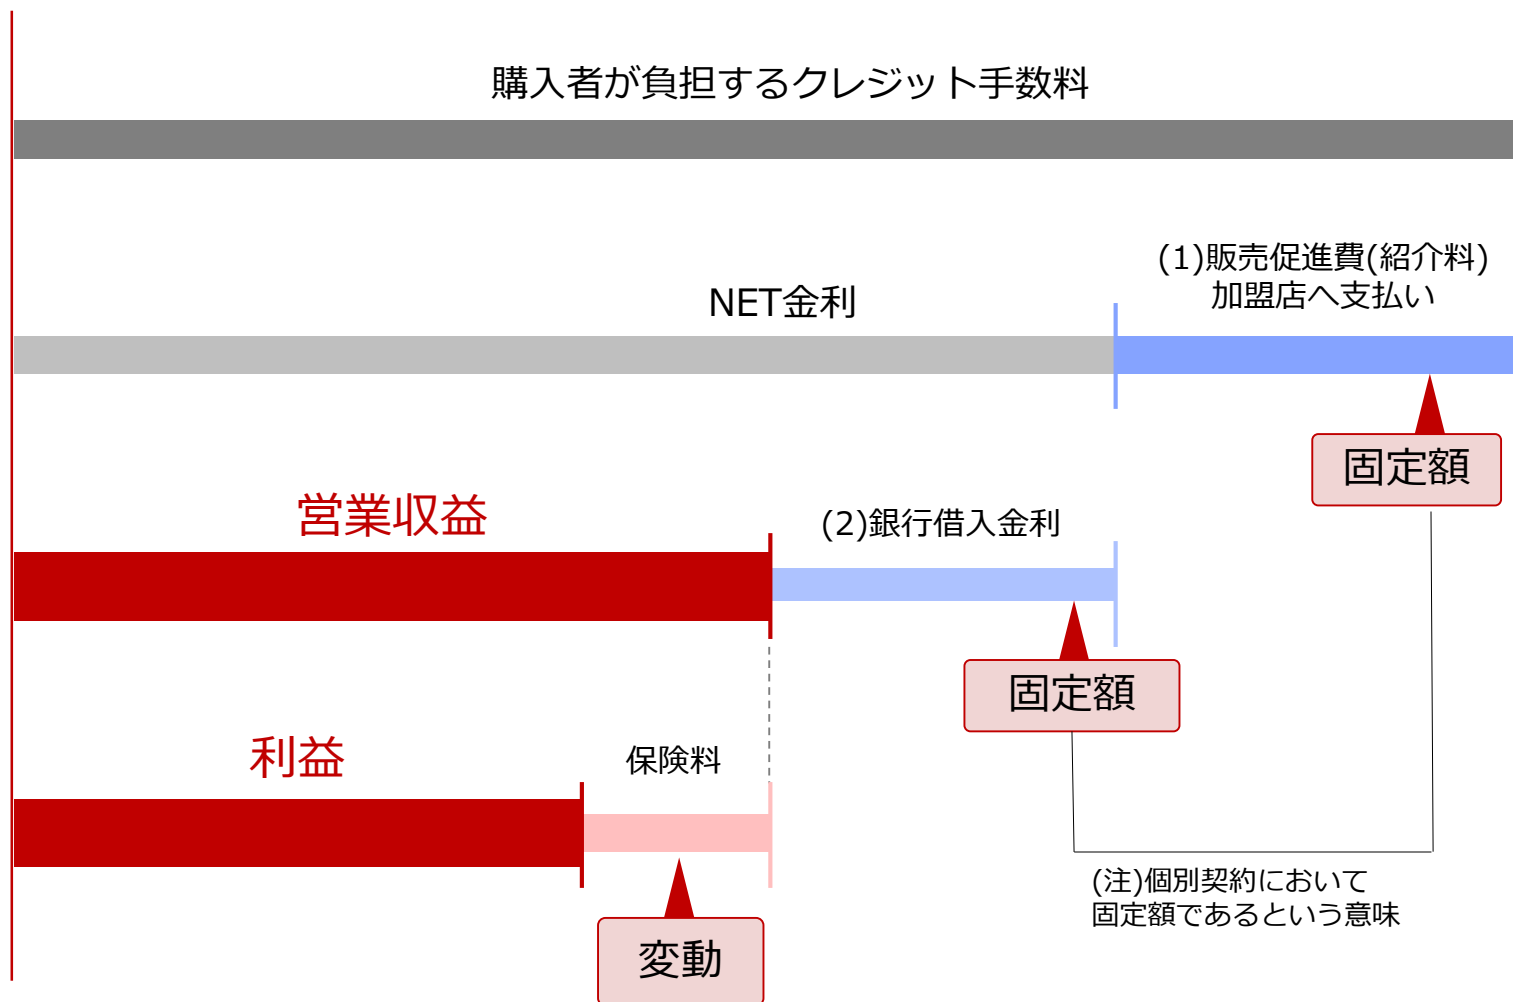 購入者が負担するクレジット手数料
(1)販売促進費(紹介料)
加盟店へ支払い
NET金利
固定額
営業収益
(2)銀行借入金利
固定額
利益
保険料
(注)個別契約において
固定額であるという意味
変動